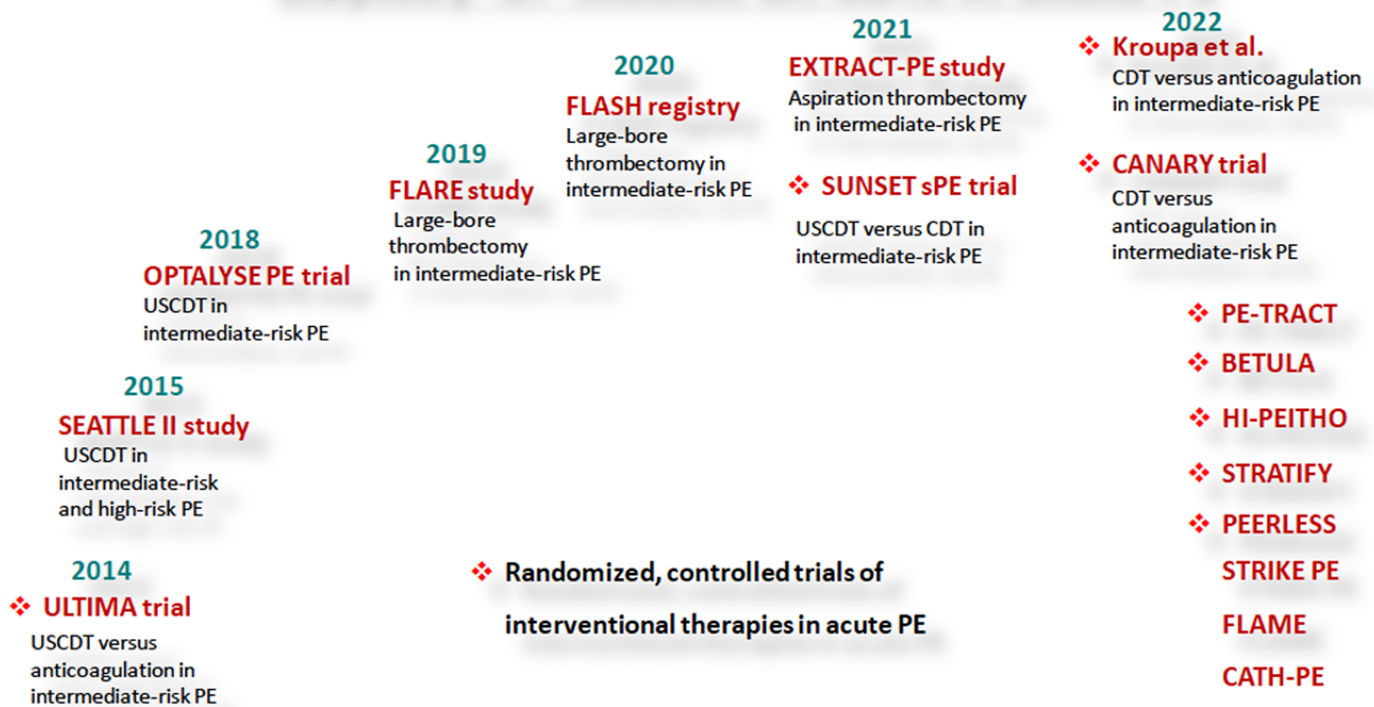 2014
❖ ULTIMA trial
USCDT versus
anticoagulation in
intermediate-risk PE
2015
SEATTLE II study
USCDT in
intermediate-risk
and high-risk PE
2018
OPTALYSE PE trial
USCDT in
intermediate-risk PE
2019
FLARE study
Large-bore
thrombectomy
in intermediate-risk PE
2020
FLASH registry
Large-bore
thrombectomy in
intermediate-risk PE
2021
EXTRACT-PE study
Aspiration thrombectomy
in intermediate-risk PE
❖ SUNSET sPE trial
USCDT versus CDT in
intermediate-risk PE
2022
❖ Kroupa et al.
CDT versus anticoagulation
in intermediate-risk PE
❖ CANARY trial
CDT versus
anticoagulation in
intermediate-risk PE
❖ PE-TRACT
❖ BETULA
❖ HI-PEITHO
❖ STRATIFY
❖ PEERLESS
STRIKE PE
FLAME
CATH-PE
❖ Randomized, controlled trials of
interventional therapies in acute PE